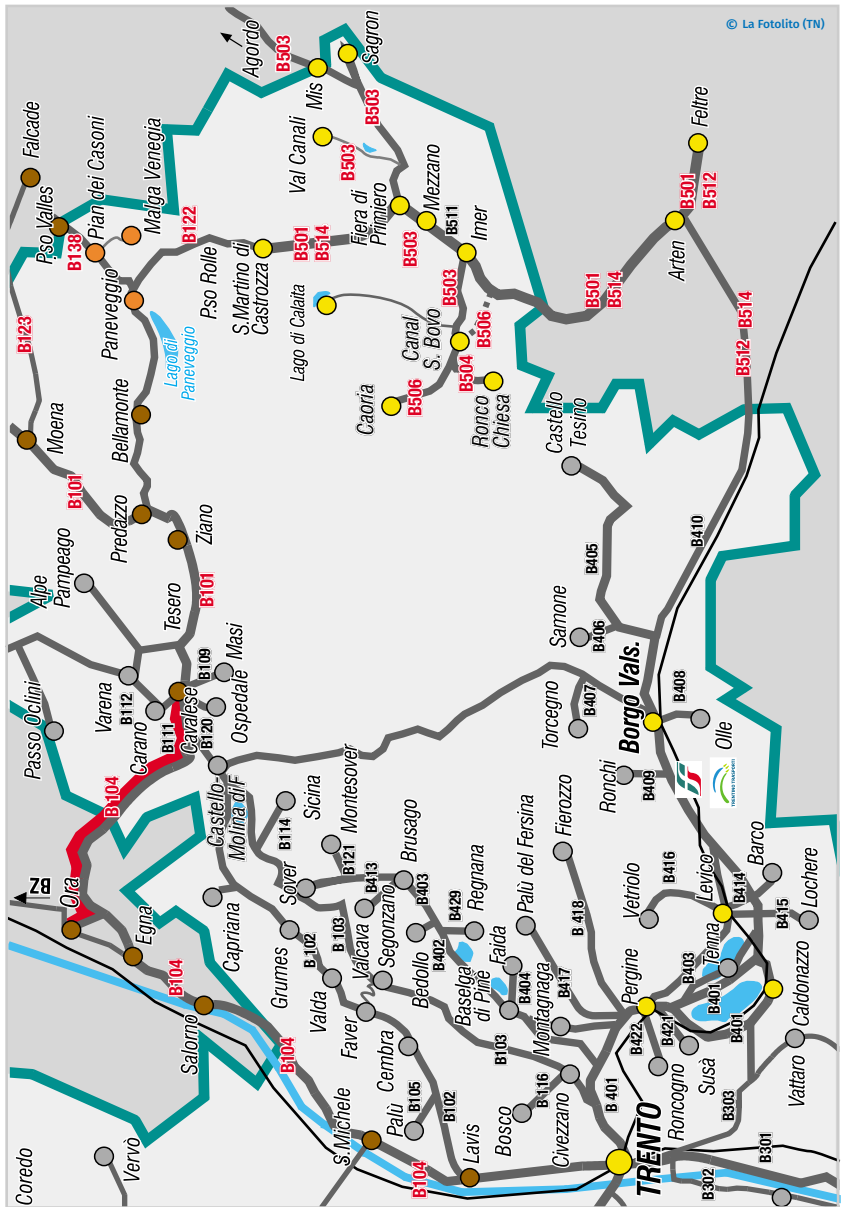 © La Fotolito (TN)
Agordo
B503
Mis
Sagron
B503
Falcade
P.so Valles
Pian dei Casoni
Malga Venegia
B138
B122
Val Canali
B503
Fiera di
Primiero
Mezzano
B511
B503
Imer
Feltre
B501
B512
Arten
B123
Paneveggio
P.so Rolle
S.Martino di
Castrozza
B501
B514
Lago di Calaita
Lago di
Paneveggio
Canal
S. Bovo
B503
B506
B504
B501
B514
B514
B512
Moena
B101
Bellamonte
Caoria
B506
Ronco
Chiesa
Castello
Tesino
Predazzo
Ziano
Alpe
Pampeago
Tesero
B101
B405
B410
Samone
B406
Passo Oclini
Varena
B112
Carano
B111
Cavalese
B109
Masi
B120
Ospedale
Torcegno
B407
Borgo Vals.
B408
Olle
B104
BZ
Ora
Castello-
Molina di F.
Sicina
B114
Montesover
B121
Ronchi
B409
TRENTINO TRASPORTI
Egna
B104
Capriana
Sover
B413
Brusago
B403
Regnana
B429
Fierozzo
Palù del Fersina
Vetriolo
B416
Levico
B414
Barco
B415
Lochere
Grumes
B 102
B 103
Valcava
Segonzano
Bedollo
B402
Faida
B 418
Salorno
B104
Valda
Faver
Baselga
di Pinè
B404
B417
Montagnaga
Pergine
B403
Tenna
B401
B401
Caldonazzo
Cembra
B103
B422
B421
Susà
Roncogno
S.Michele
Palù
B105
B102
Bosco
B 116
Civezzano
B 401
B303
Vattaro
Coredo
Vervò
B104
Lavis
TRENTO
B302
B301